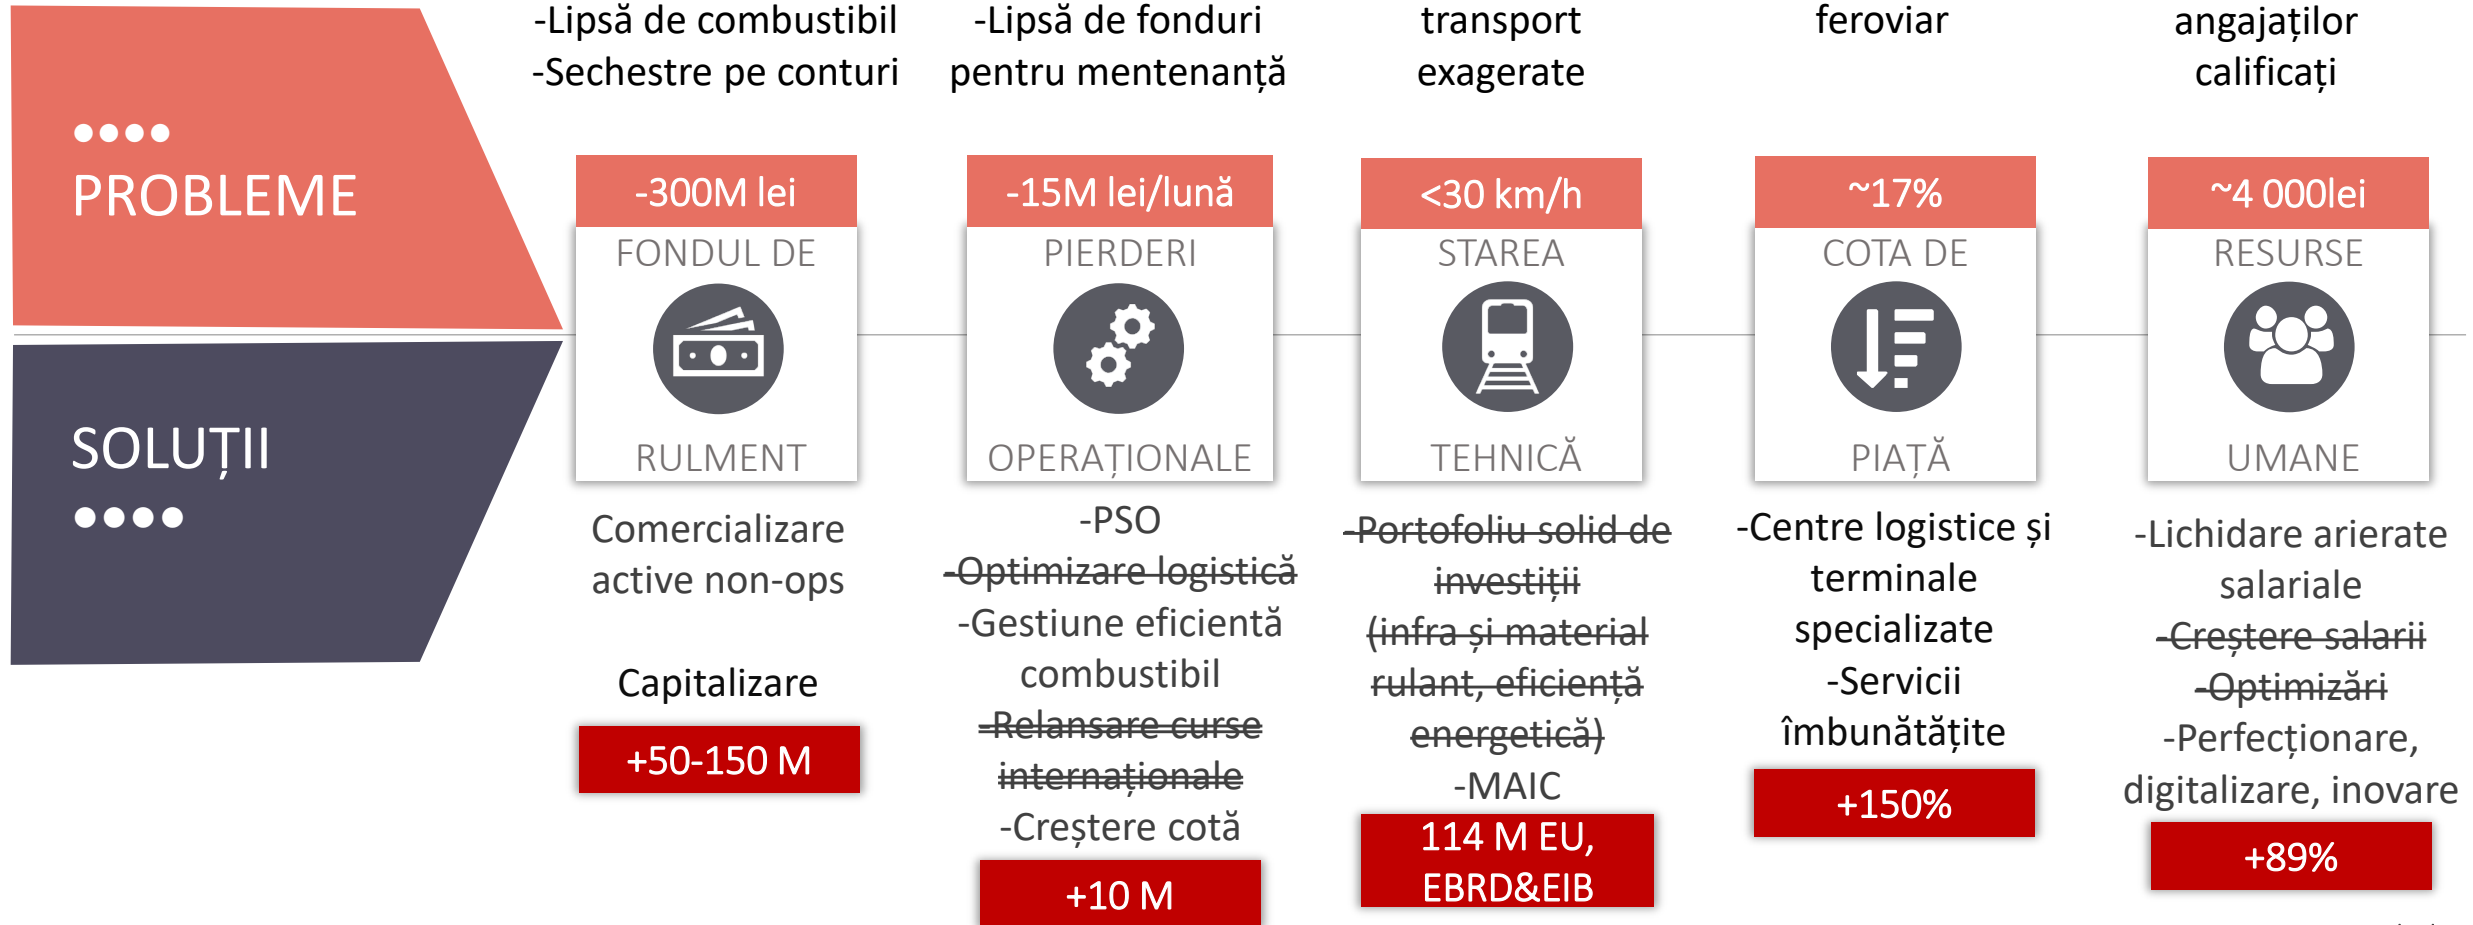 -Lipsă de combustibil
-Sechestre pe conturi
-Lipsă de fonduri
pentru mentenanță
transport
exagerate
feroviar
angajaților
calificați
PROBLEME
-300M lei
FONDUL DE
RULMENT
-15M lei/lună
PIERDERI
OPERAȚIONALE
<30 km/h
STAREA
TEHNICĂ
~17%
COTA DE
PIAȚĂ
~4 000lei
RESURSE
UMANE
SOLUȚII
Comercializare
active non-ops
Capitalizare
+50-150 M
-PSO
-Optimizare logistică
-Gestiune eficientă
combustibil
-Relansare curse
internaționale
-Creștere cotă
+10 M
-Portofoliu solid de
investiții
(infra și material
rulant, eficiență
energetică)
-MAIC
114 M EU,
EBRD&EIB
-Centre logistice și
terminale
specializate
-Servicii
îmbunătățite
+150%
-Lichidare arierate
salariale
-Creștere salarii
-Optimizări
-Perfecționare,
digitalizare, inovare
+89%